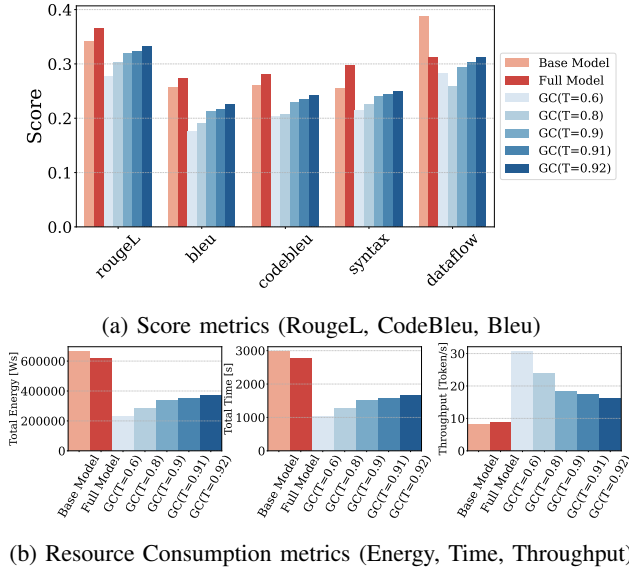 0.4
0.3
0.2
0.1
0.0
Score
rougeL
bleu
codebleu
syntax
dataflow
Base Model
Full Model
GC(T=0.6)
GC(T=0.8)
GC(T=0.9)
GC(T=0.91)
GC(T=0.92)
(a) Score metrics (RougeL, CodeBleu, Bleu)
Total Energy [Ws]
600000
400000
200000
0
Base Model
Full Model
GC(T=0.6)
GC(T=0.8)
GC(T=0.9)
GC(T=0.91)
GC(T=0.92)
Total Time [s]
3000
2000
1000
0
Base Model
Full Model
GC(T=0.6)
GC(T=0.8)
GC(T=0.9)
GC(T=0.91)
GC(T=0.92)
Throughput [Token/s]
30
20
10
0
Base Model
Full Model
GC(T=0.6)
GC(T=0.8)
GC(T=0.9)
GC(T=0.91)
GC(T=0.92)
(b) Resource Consumption metrics (Energy, Time, Throughput)